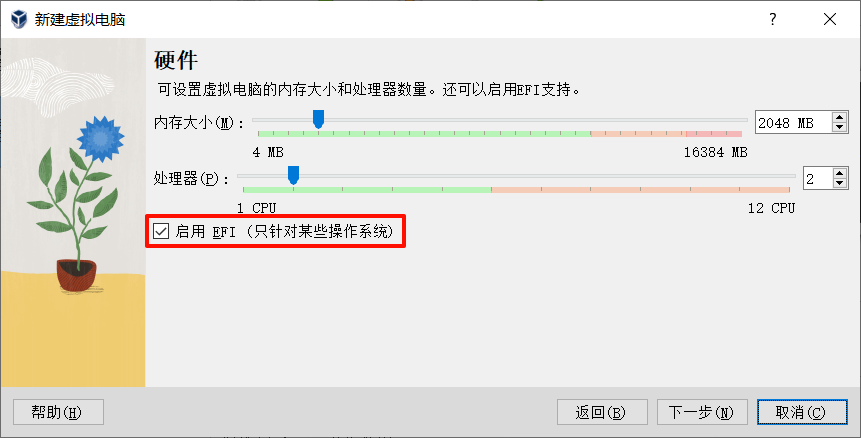 新建虚拟电脑
硬件
可设置虚拟电脑的内存大小和处理器数量。还可以启用EFI支持。
内存大小(M)： 2048 MB
4 MB 16384 MB
处理器(P)： 2
1 CPU 12 CPU
启用 EFI (只针对某些操作系统)
帮助(H) 返回(B) 下一步(N) 取消(C)